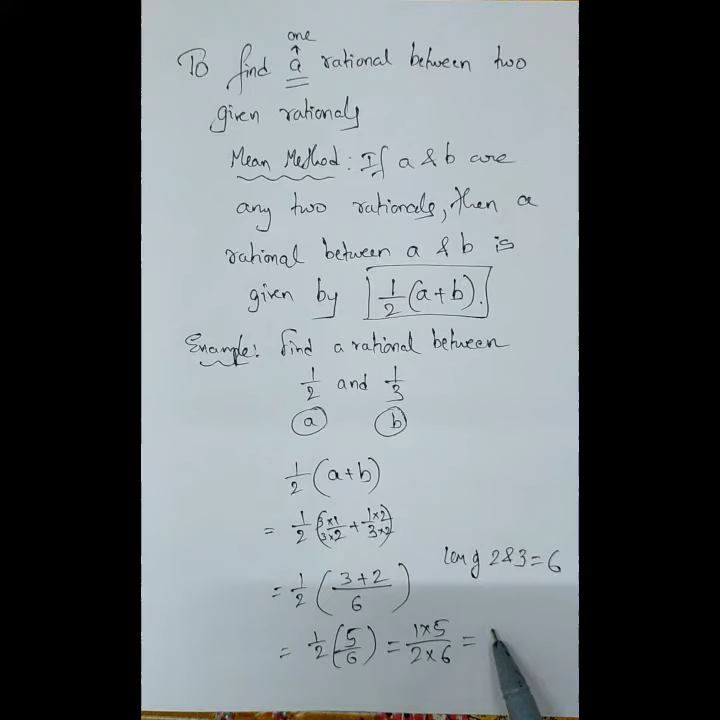 one
To find a rational between two
given rationals
Mean Method: If a & b are
any two rationals, then a
rational between a & b is
given by 1/2 (a+b).
Example: find a rational between
1/2 and 1/3
a b
1/2 (a+b)
= 1/2 (3×1/3×2 + 1×2/3×2)
lcm of 2&3=6
= 1/2 (3+2/6)
= 1/2 (5/6) = 1×5/2×6 =